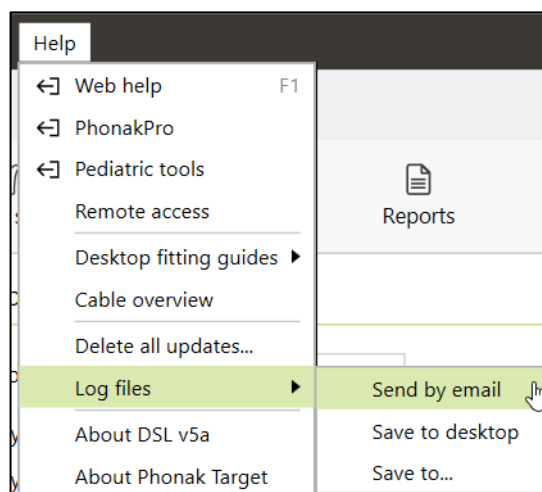 Help
Web help F1
PhonakPro
Pediatric tools
Remote access
Reports
Desktop fitting guides
Cable overview
Delete all updates...
Log files
Send by email
About DSL v5a
Save to desktop
About Phonak Target
Save to...